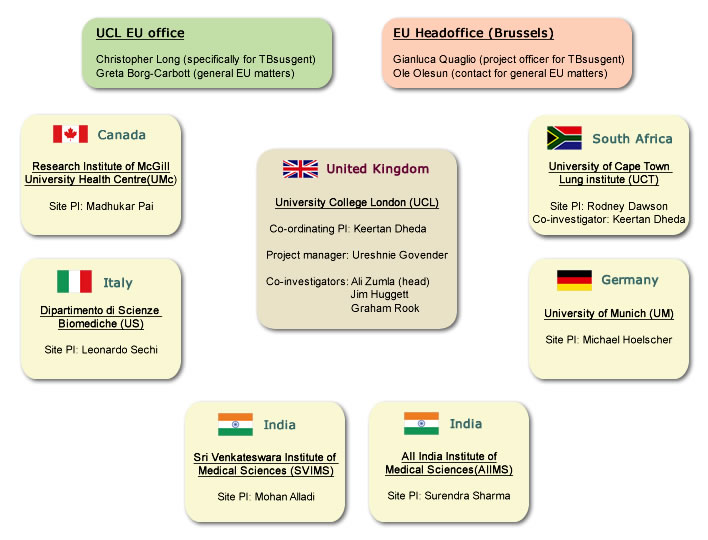 UCL EU office
Christopher Long (specifically for TBsusgent)
Greta Borg-Carbott (general EU matters)
EU Headoffice (Brussels)
Gianluca Quaglio (project officer for TBsusgent)
Ole Olesun (contact for general EU matters)
Canada
Research Institute of McGill
University Health Centre(UMc)
Site PI: Madhukar Pai
United Kingdom
University College London (UCL)
Co-ordinating PI: Keertan Dheda
Project manager: Ureshnie Govender
Co-investigators: Ali Zumla (head)
Jim Huggett
Graham Rook
South Africa
University of Cape Town
Lung institute (UCT)
Site PI: Rodney Dawson
Co-investigator: Keertan Dheda
Italy
Dipartimento di Scienze
Biomediche (US)
Site PI: Leonardo Sechi
Germany
University of Munich (UM)
Site PI: Michael Hoelscher
India
Sri Venkateswara Institute of
Medical Sciences (SVIMS)
Site PI: Mohan Alladi
India
All India Institute of
Medical Sciences(AIIMS)
Site PI: Surendra Sharma